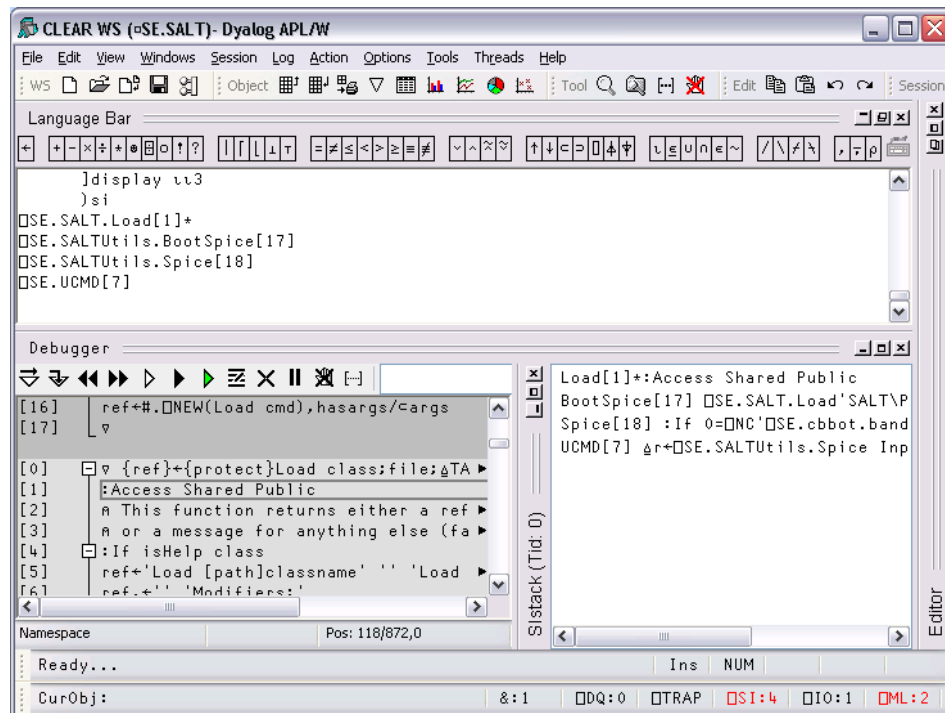 CLEAR WS (▫SE.SALT)- Dyalog APL/W
File Edit View Windows Session Log Action Options Tools Threads Help
WS Object Tool Edit Session
Language Bar
← + - × ÷ * ⍟ ⌹ ○ ! ? | ⌈ ⌊ ⊥ ⊤ = ≠ ≤ < > ≥ ≡ ≢ ∨ ∧ ⍱ ⍲ ↑ ↓ ⊂ ⊃ ⌷ ⍋ ⍒ ⍳ ⍷ ∪ ∩ ∊ ~ / \ ⌿ ⍀ , ⍪ ⍴
]display ⍳⍳3
)si
⎕SE.SALT.Load[1]*
⎕SE.SALTUtils.BootSpice[17]
⎕SE.SALTUtils.Spice[18]
⎕SE.UCMD[7]
Debugger
[16] ref←#.⎕NEW(Load cmd),hasargs/⊂args
[17] ∇
[0] ∇ {ref}←{protect}Load class;file;∆TA
[1] :Access Shared Public
[2] ⍝ This function returns either a ref
[3] ⍝ or a message for anything else (fa
[4] :If isHelp class
[5] ref←'Load [path]classname' '' 'Load
[6] ref,←'' 'Modifiers:'
Namespace Pos: 118/872,0
SIstack (Tid: 0)
Load[1]*:Access Shared Public
BootSpice[17] ⎕SE.SALT.Load'SALT\P
Spice[18] :If 0=⎕NC'⎕SE.cbbot.band
UCMD[7] ∆r←⎕SE.SALTUtils.Spice Inp
Editor
Ready... Ins NUM
CurObj: &:1 ⎕DQ:0 ⎕TRAP ⎕SI:4 ⎕IO:1 ⎕ML:2